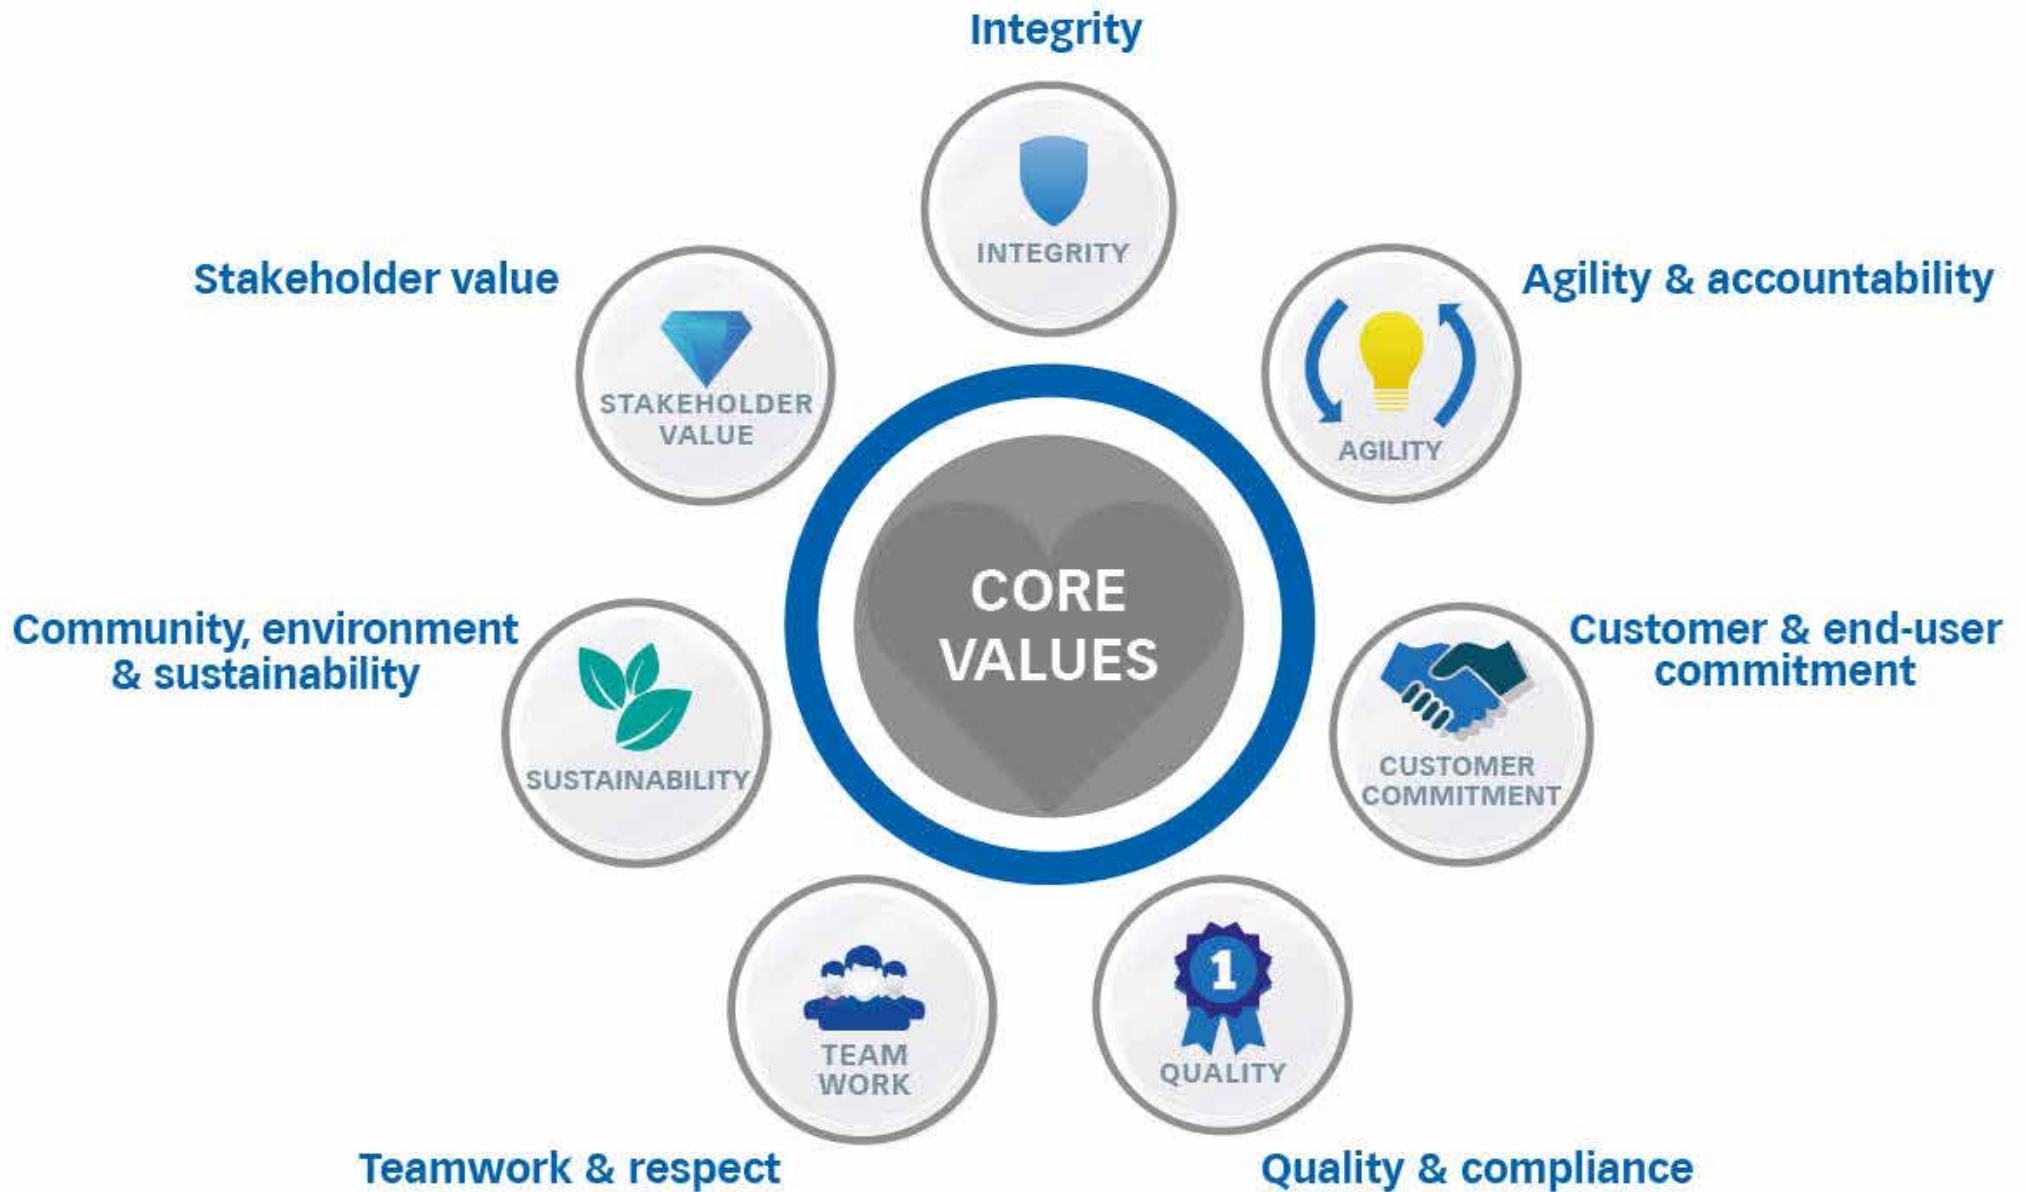 Integrity
INTEGRITY
Stakeholder value
STAKEHOLDER
VALUE
Agility & accountability
AGILITY
CORE
VALUES
Community, environment
& sustainability
SUSTAINABILITY
Customer & end-user
commitment
CUSTOMER
COMMITMENT
TEAM
WORK
Teamwork & respect
1
QUALITY
Quality & compliance